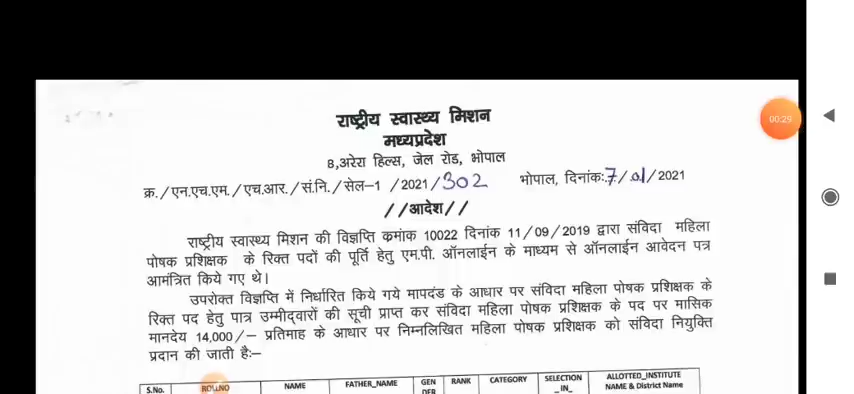 राष्ट्रीय स्वास्थ्य मिशन
मध्यप्रदेश
8,अरेरा हिल्स, जेल रोड, भोपाल
क्र./एन.एच.एम./एच.आर./सं.नि./सेल–1 /2021/302 भोपाल, दिनांक:7/01/2021
//आदेश//
राष्ट्रीय स्वास्थ्य मिशन की विज्ञप्ति कमांक 10022 दिनांक 11/09/2019 द्वारा संविदा महिला
पोषक प्रशिक्षक के रिक्त पदों की पूर्ति हेतु एम.पी. ऑनलाईन के माध्यम से ऑनलाईन आवेदन पत्र
आमंत्रित किये गए थे।
उपरोक्त विज्ञप्ति में निर्धारित किये गये मापदंड के आधार पर संविदा महिला पोषक प्रशिक्षक के
रिक्त पद हेतु पात्र उम्मीद्वारों की सूची प्राप्त कर संविदा महिला पोषक प्रशिक्षक के पद पर मासिक
मानदेय 14,000/– प्रतिमाह के आधार पर निम्नलिखित महिला पोषक प्रशिक्षक को संविदा नियुक्ति
प्रदान की जाती है:–
S.No. ROLLNO NAME FATHER_NAME GEN RANK CATEGORY SELECTION ALLOTTED_INSTITUTE
DER _IN_ NAME & District Name
00:29